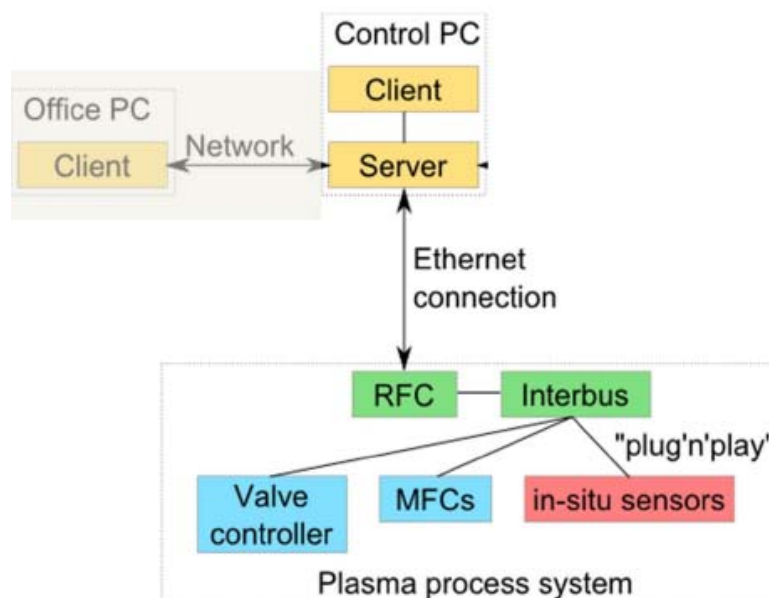 Control PC
Client
Office PC
Network
Client
Server
Ethernet
connection
RFC
Interbus
"plug'n'play"
Valve
controller
MFCs
in-situ sensors
Plasma process system